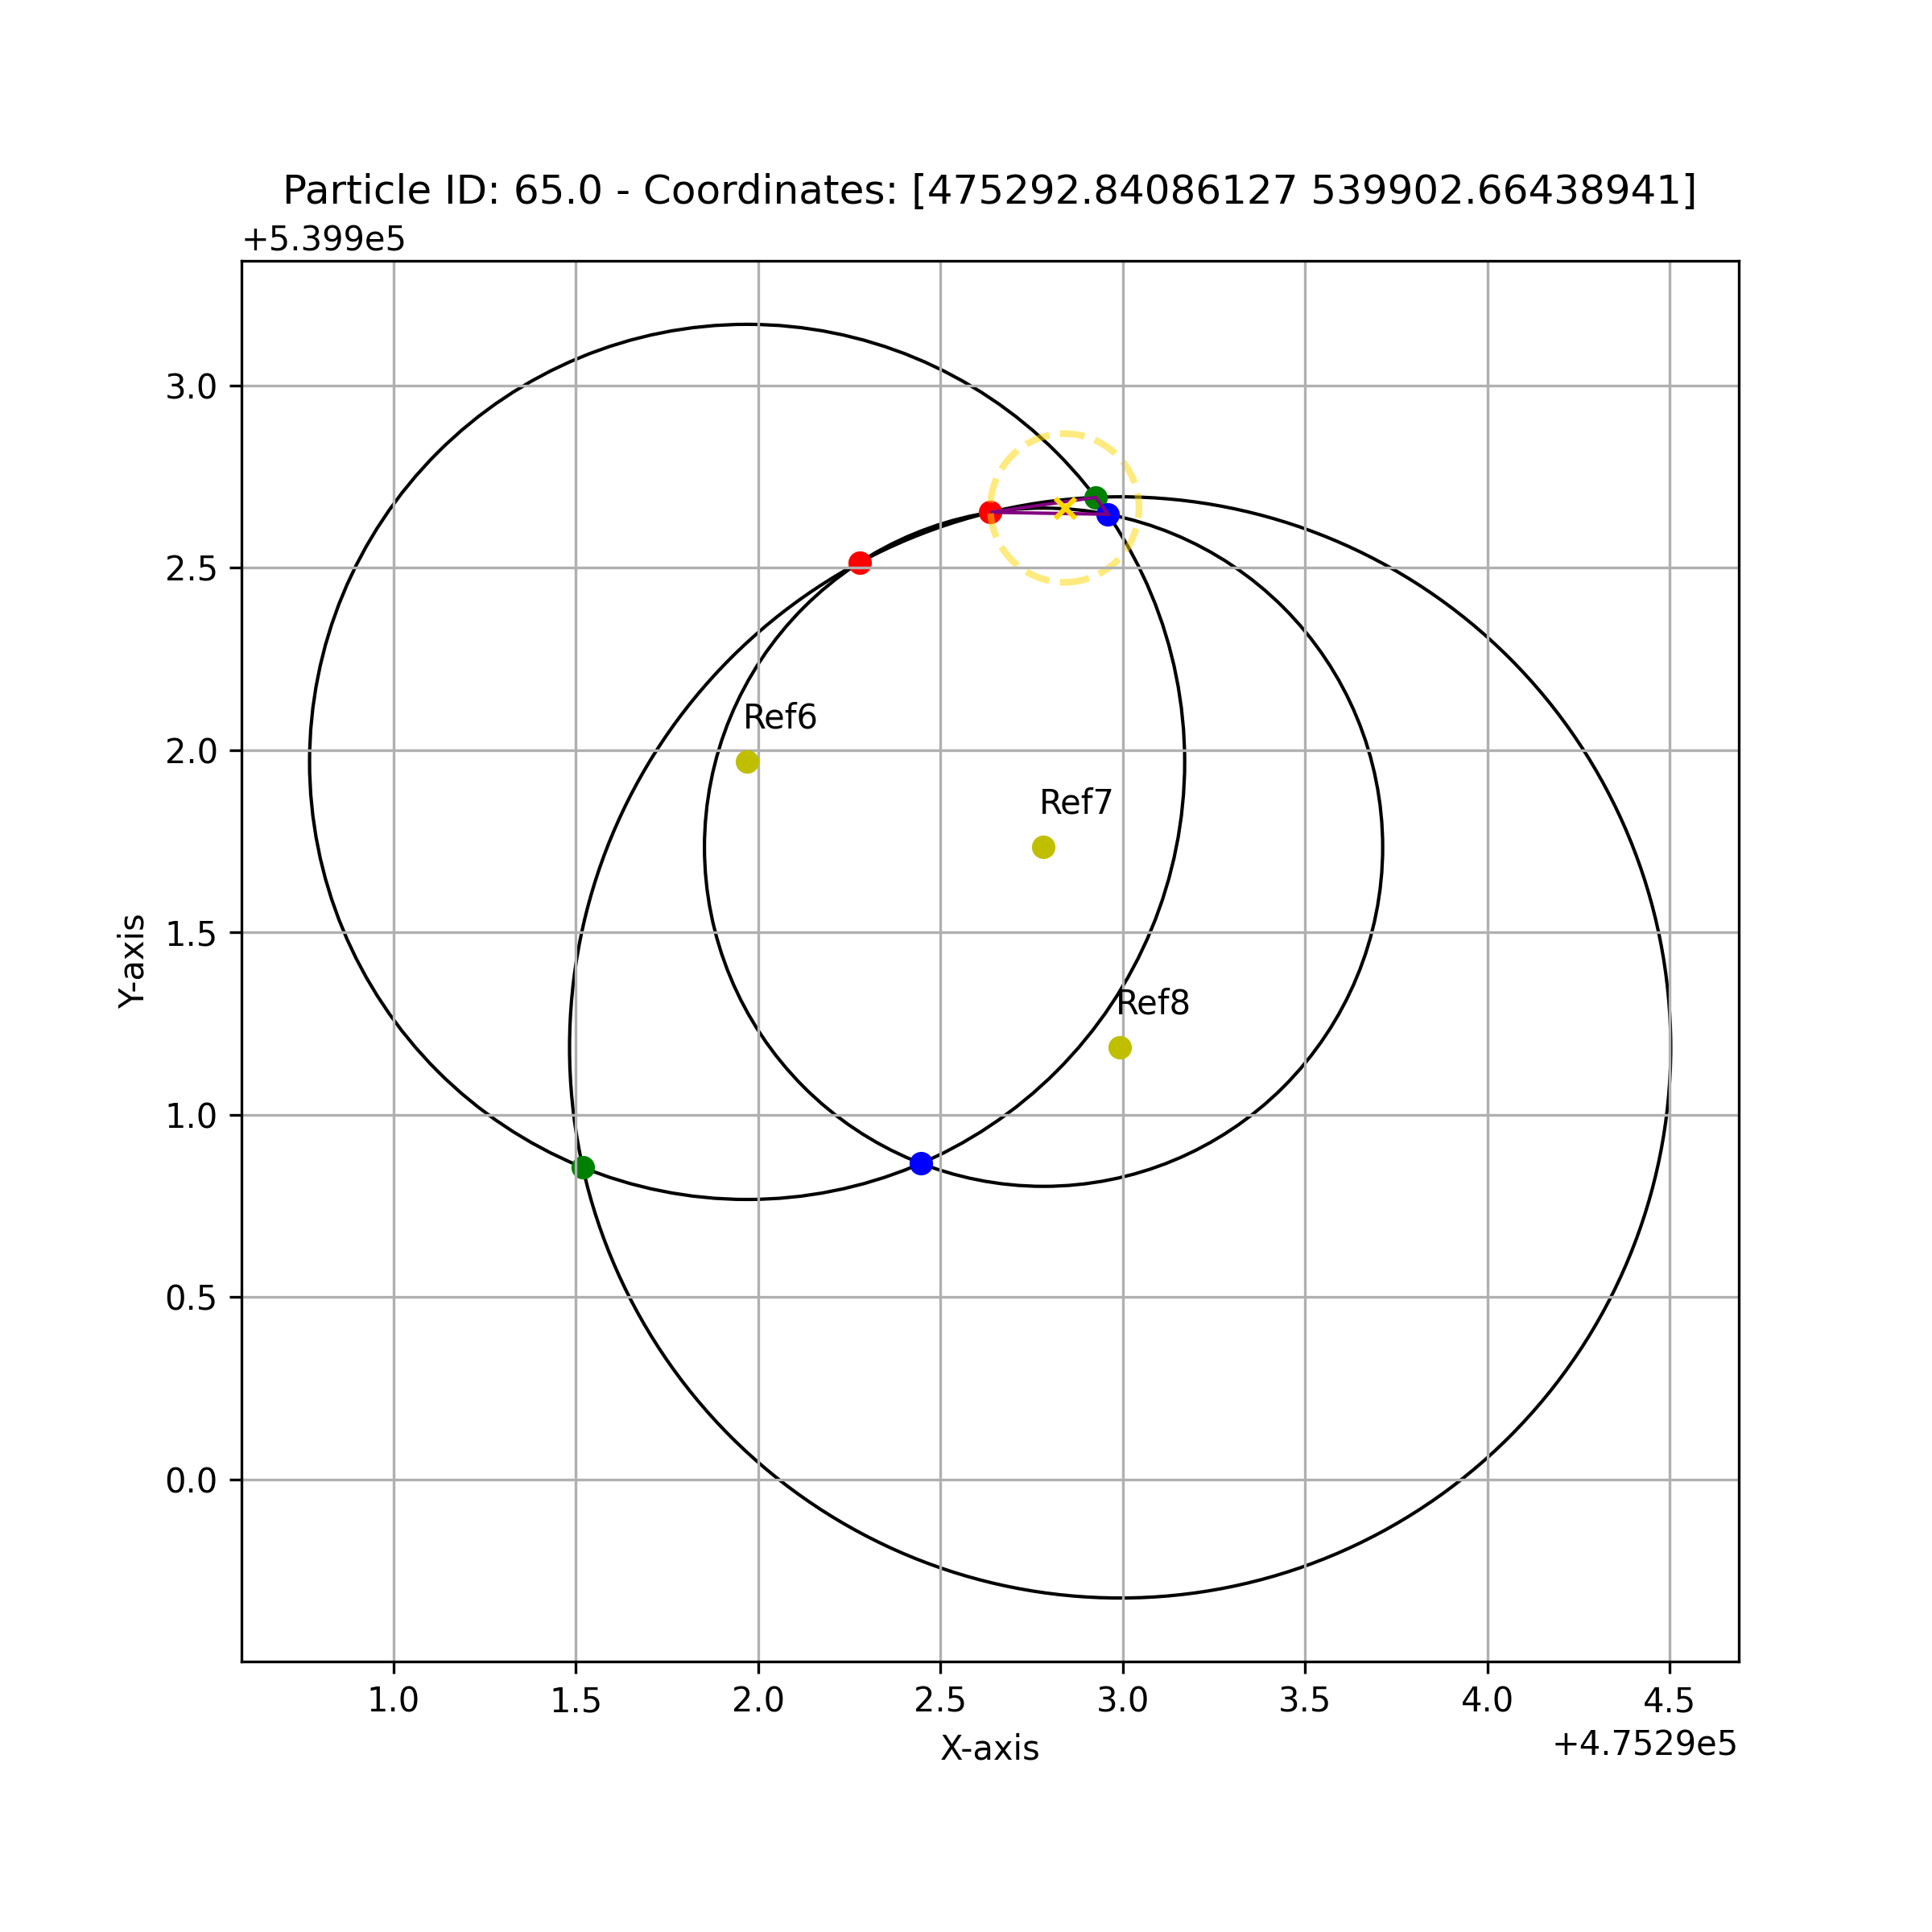 Particle ID: 65.0 - Coordinates: [475292.84086127 539902.66438941]
+5.399e5
3.0
2.5
2.0
1.5
1.0
0.5
0.0
Y-axis
Ref6
Ref7
Ref8
1.0 1.5 2.0 2.5 3.0 3.5 4.0 4.5
X-axis
+4.7529e5